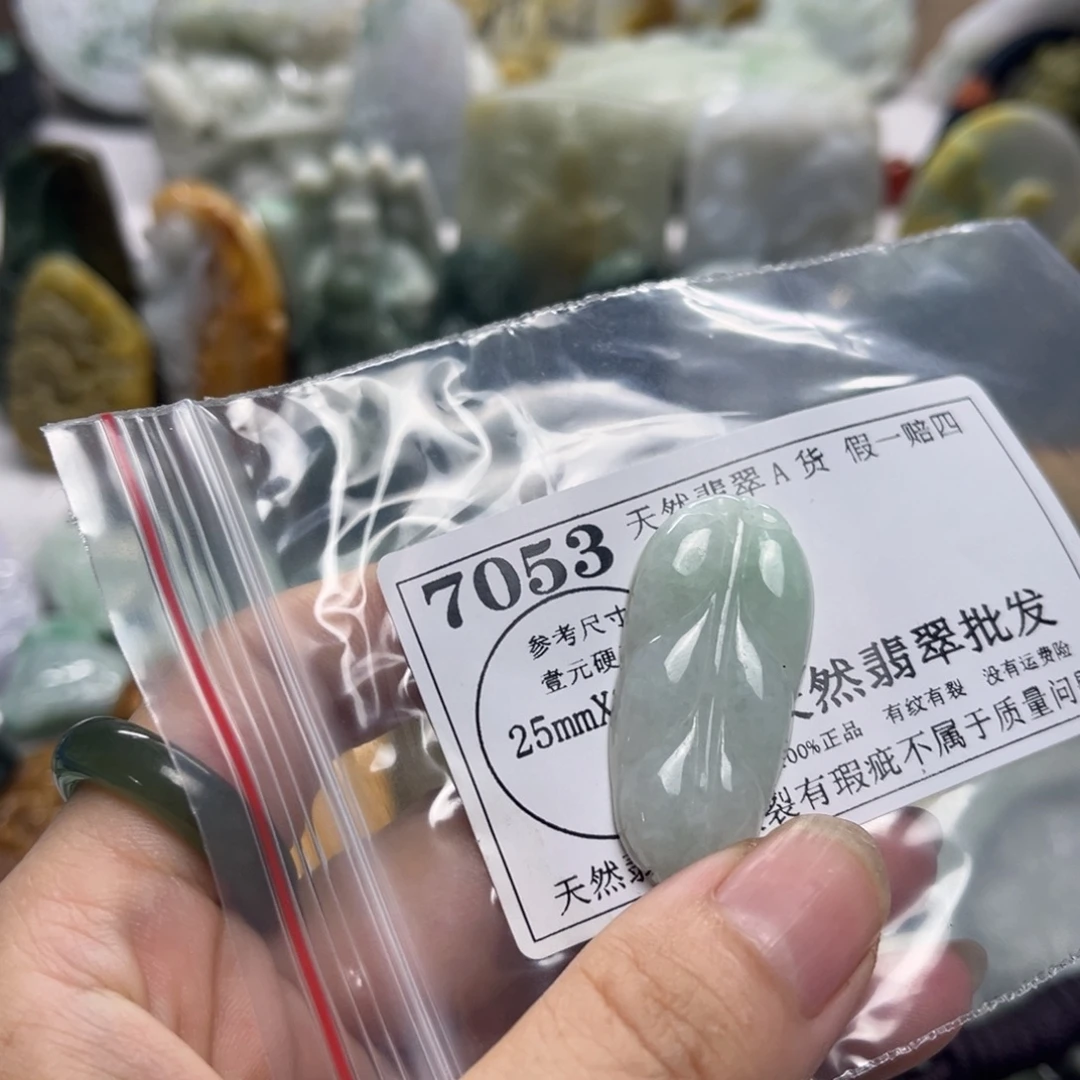 天然翡翠A货 假一赔四
7053
参考尺寸
壹元硬
25mmX
然翡翠批发
00%正品 有纹有裂 没有运费险
裂有瑕疵不属于质量问
天然翡